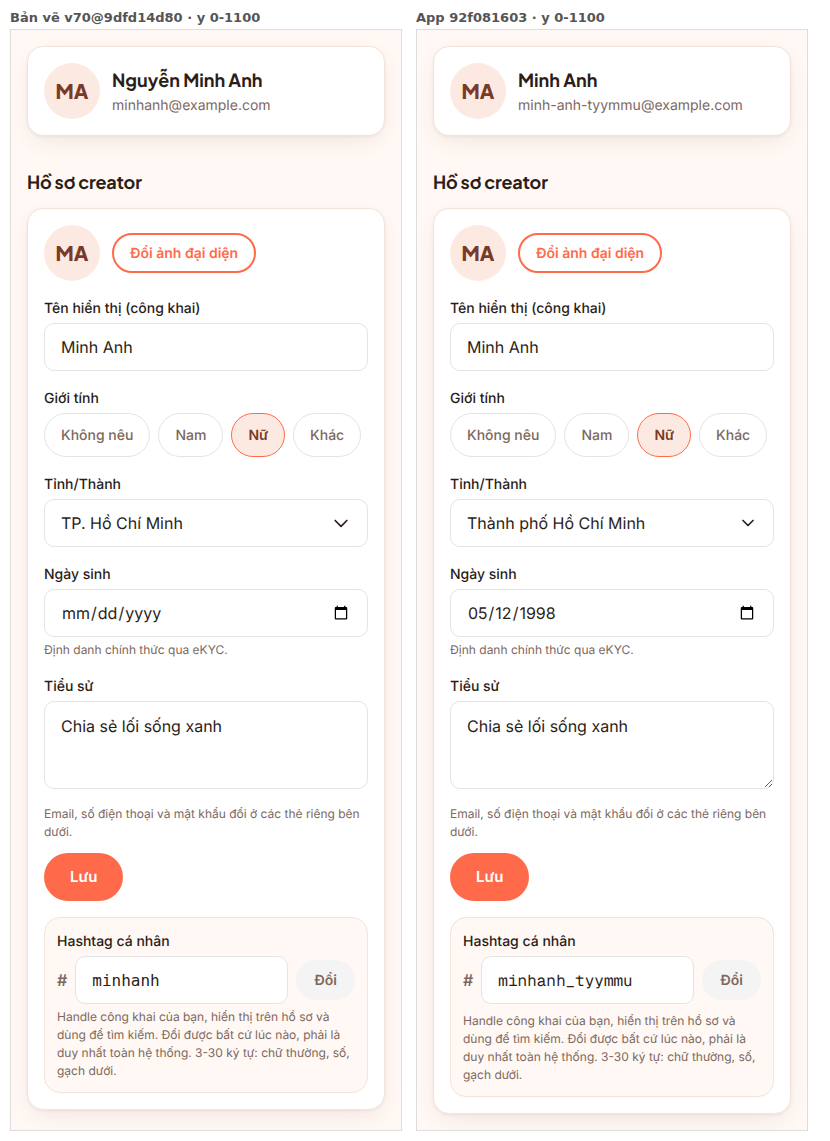 Bản vẽ v70@9dfd14d80 · y 0-1100
MA
Nguyễn Minh Anh
minhanh@example.com
Hồ sơ creator
MA
Đổi ảnh đại diện
Tên hiển thị (công khai)
Minh Anh
Giới tính
Không nêu
Nam
Nữ
Khác
Tỉnh/Thành
TP. Hồ Chí Minh
Ngày sinh
mm/dd/yyyy
Định danh chính thức qua eKYC.
Tiểu sử
Chia sẻ lối sống xanh
Email, số điện thoại và mật khẩu đổi ở các thẻ riêng bên
dưới.
Lưu
Hashtag cá nhân
#
minhanh
Đổi
Handle công khai của bạn, hiển thị trên hồ sơ và
dùng để tìm kiếm. Đổi được bất cứ lúc nào, phải là
duy nhất toàn hệ thống. 3-30 ký tự: chữ thường, số,
gạch dưới.
App 92f081603 · y 0-1100
MA
Minh Anh
minh-anh-tyymmu@example.com
Hồ sơ creator
MA
Đổi ảnh đại diện
Tên hiển thị (công khai)
Minh Anh
Giới tính
Không nêu
Nam
Nữ
Khác
Tỉnh/Thành
Thành phố Hồ Chí Minh
Ngày sinh
05/12/1998
Định danh chính thức qua eKYC.
Tiểu sử
Chia sẻ lối sống xanh
Email, số điện thoại và mật khẩu đổi ở các thẻ riêng bên
dưới.
Lưu
Hashtag cá nhân
#
minhanh_tyymmu
Đổi
Handle công khai của bạn, hiển thị trên hồ sơ và
dùng để tìm kiếm. Đổi được bất cứ lúc nào, phải là
duy nhất toàn hệ thống. 3-30 ký tự: chữ thường, số,
gạch dưới.